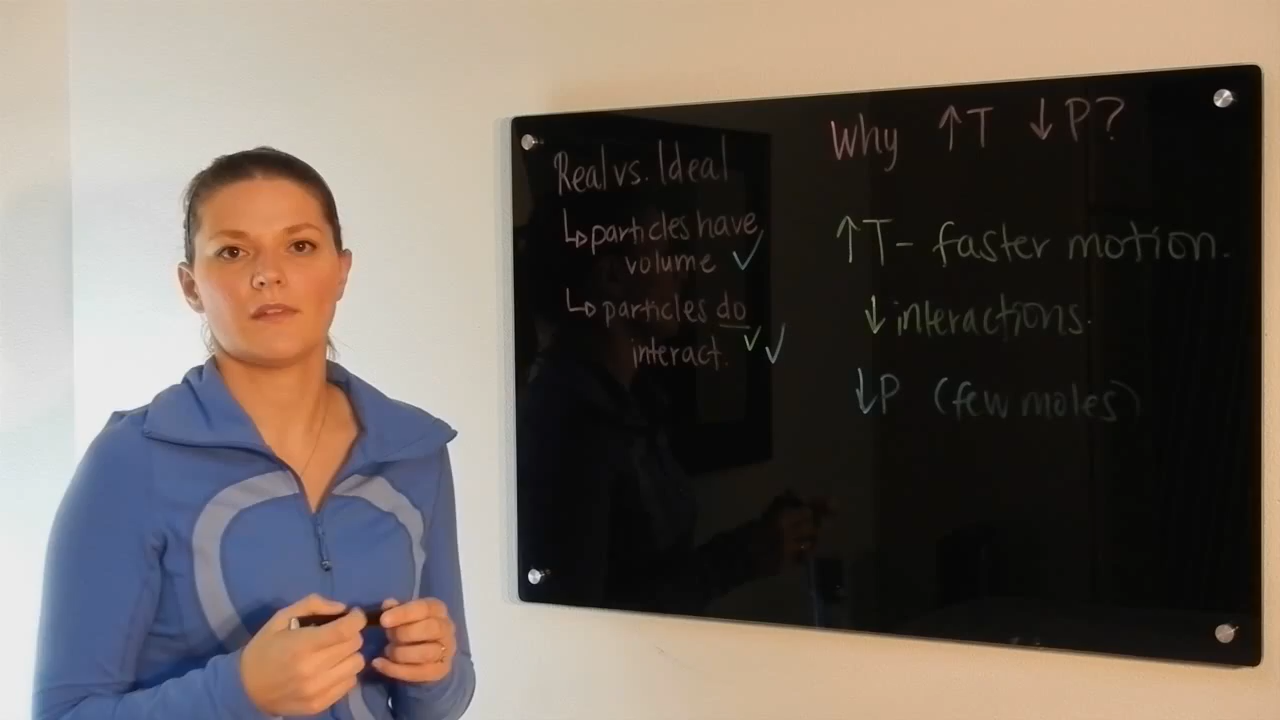 Real vs. Ideal
↳ particles have
volume ✓
↳ particles do
interact. ✓✓
Why ↑T ↓P?
↑T - faster motion.
↓interactions.
↓P (few moles)